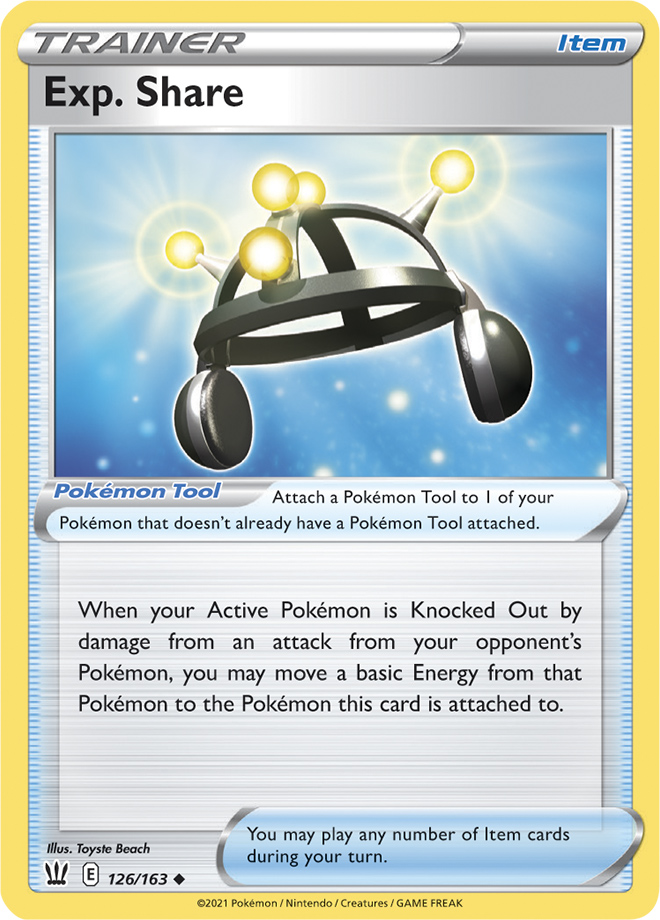 TRAINER
Item
Exp. Share
Pokémon Tool
Attach a Pokémon Tool to 1 of your
Pokémon that doesn't already have a Pokémon Tool attached.
When your Active Pokémon is Knocked Out by
damage from an attack from your opponent's
Pokémon, you may move a basic Energy from that
Pokémon to the Pokémon this card is attached to.
You may play any number of Item cards
during your turn.
Illus. Toyste Beach
E 126/163
©2021 Pokémon / Nintendo / Creatures / GAME FREAK